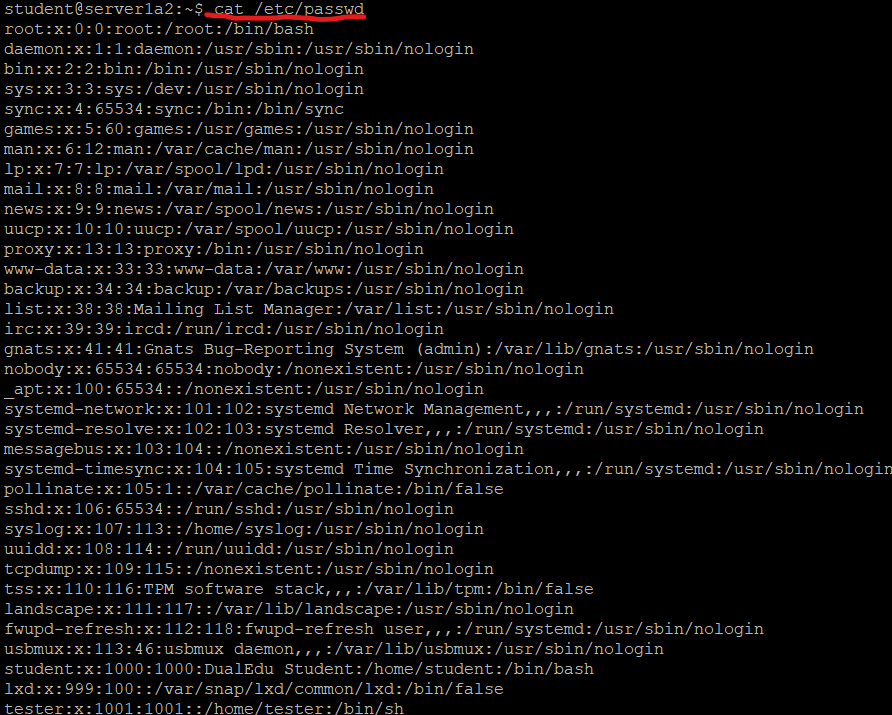 student@server1a2:~$ cat /etc/passwd
root:x:0:0:root:/root:/bin/bash
daemon:x:1:1:daemon:/usr/sbin:/usr/sbin/nologin
bin:x:2:2:bin:/bin:/usr/sbin/nologin
sys:x:3:3:sys:/dev:/usr/sbin/nologin
sync:x:4:65534:sync:/bin:/bin/sync
games:x:5:60:games:/usr/games:/usr/sbin/nologin
man:x:6:12:man:/var/cache/man:/usr/sbin/nologin
lp:x:7:7:lp:/var/spool/lpd:/usr/sbin/nologin
mail:x:8:8:mail:/var/mail:/usr/sbin/nologin
news:x:9:9:news:/var/spool/news:/usr/sbin/nologin
uucp:x:10:10:uucp:/var/spool/uucp:/usr/sbin/nologin
proxy:x:13:13:proxy:/bin:/usr/sbin/nologin
www-data:x:33:33:www-data:/var/www:/usr/sbin/nologin
backup:x:34:34:backup:/var/backups:/usr/sbin/nologin
list:x:38:38:Mailing List Manager:/var/list:/usr/sbin/nologin
irc:x:39:39:ircd:/run/ircd:/usr/sbin/nologin
gnats:x:41:41:Gnats Bug-Reporting System (admin):/var/lib/gnats:/usr/sbin/nologin
nobody:x:65534:65534:nobody:/nonexistent:/usr/sbin/nologin
_apt:x:100:65534::/nonexistent:/usr/sbin/nologin
systemd-network:x:101:102:systemd Network Management,,,:/run/systemd:/usr/sbin/nologin
systemd-resolve:x:102:103:systemd Resolver,,,:/run/systemd:/usr/sbin/nologin
messagebus:x:103:104::/nonexistent:/usr/sbin/nologin
systemd-timesync:x:104:105:systemd Time Synchronization,,,:/run/systemd:/usr/sbin/nologin
pollinate:x:105:1::/var/cache/pollinate:/bin/false
sshd:x:106:65534::/run/sshd:/usr/sbin/nologin
syslog:x:107:113::/home/syslog:/usr/sbin/nologin
uuidd:x:108:114::/run/uuidd:/usr/sbin/nologin
tcpdump:x:109:115::/nonexistent:/usr/sbin/nologin
tss:x:110:116:TPM software stack,,,:/var/lib/tpm:/bin/false
landscape:x:111:117::/var/lib/landscape:/usr/sbin/nologin
fwupd-refresh:x:112:118:fwupd-refresh user,,,:/run/systemd:/usr/sbin/nologin
usbmux:x:113:46:usbmux daemon,,,:/var/lib/usbmux:/usr/sbin/nologin
student:x:1000:1000:DualEdu Student:/home/student:/bin/bash
lxd:x:999:100::/var/snap/lxd/common/lxd:/bin/false
tester:x:1001:1001::/home/tester:/bin/sh